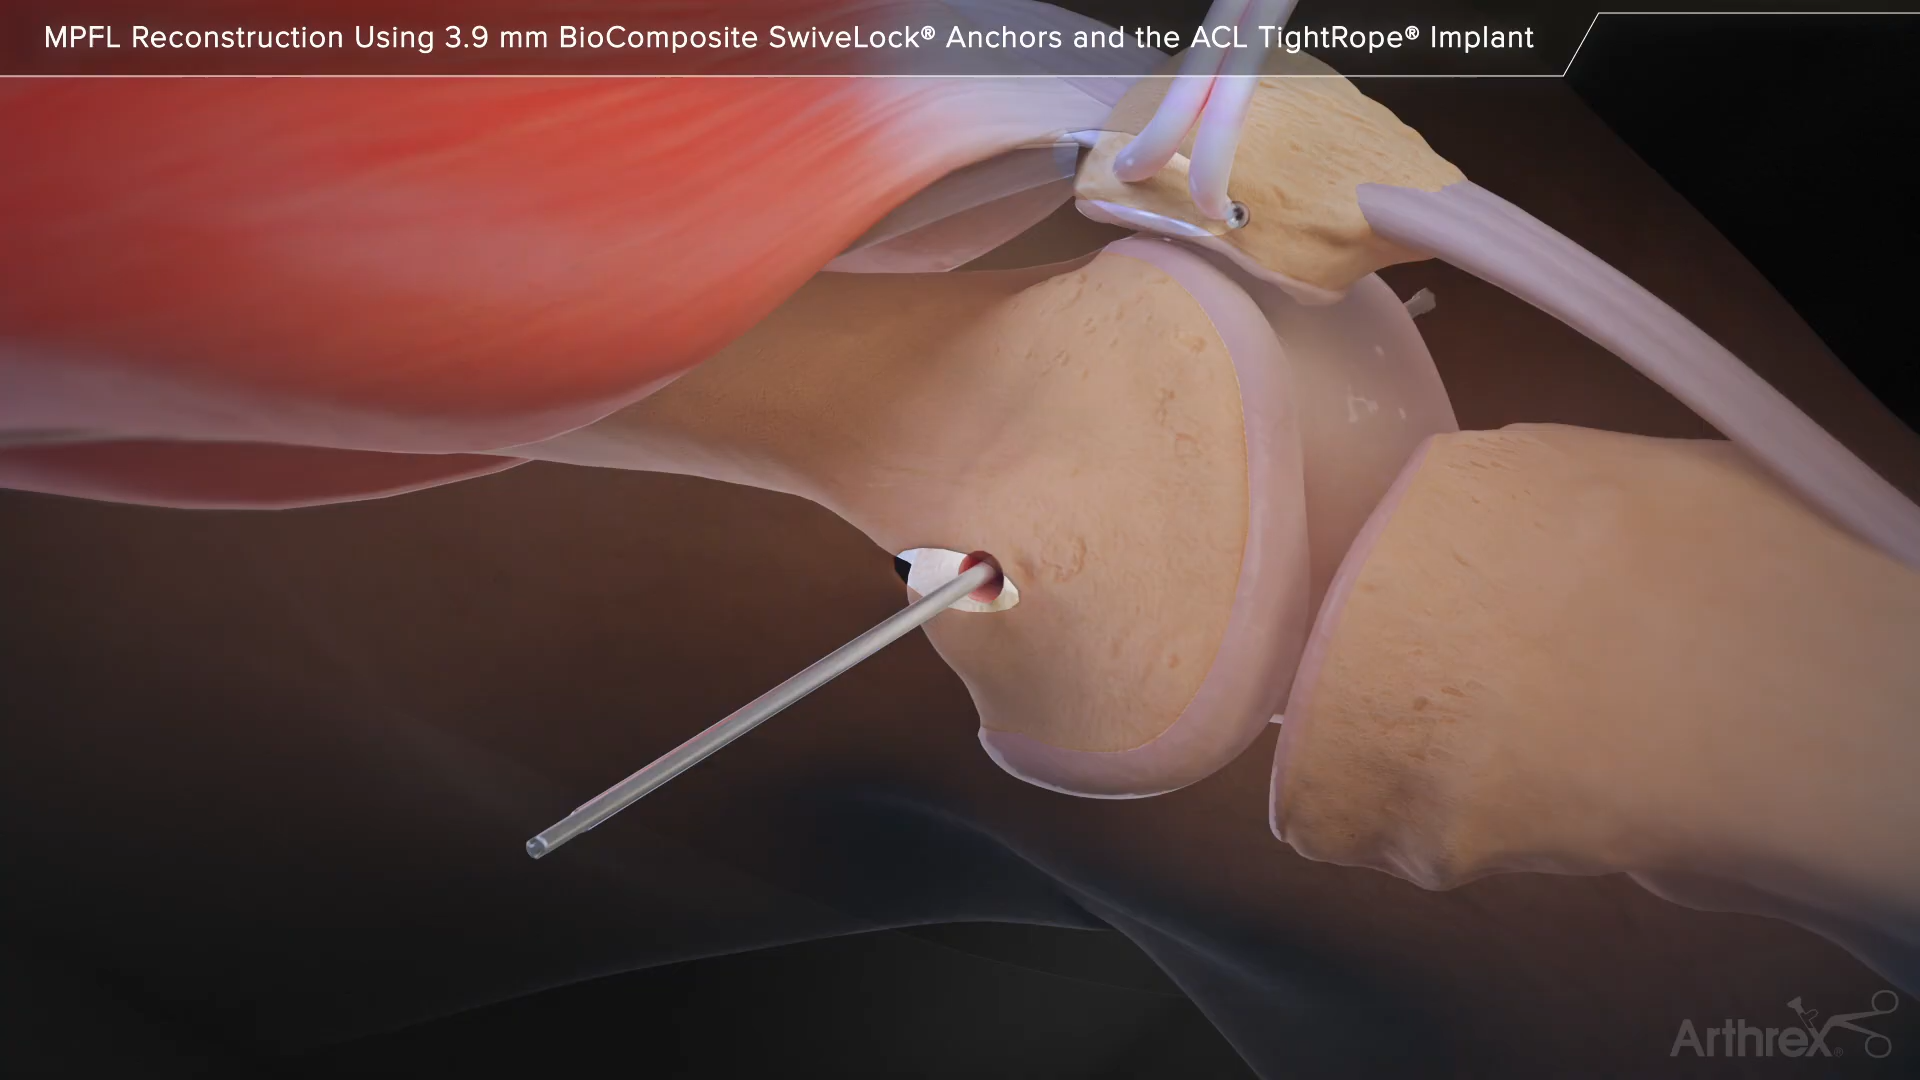 MPFL Reconstruction Using 3.9 mm BioComposite SwiveLock® Anchors and the ACL TightRope® Implant
Arthrex®